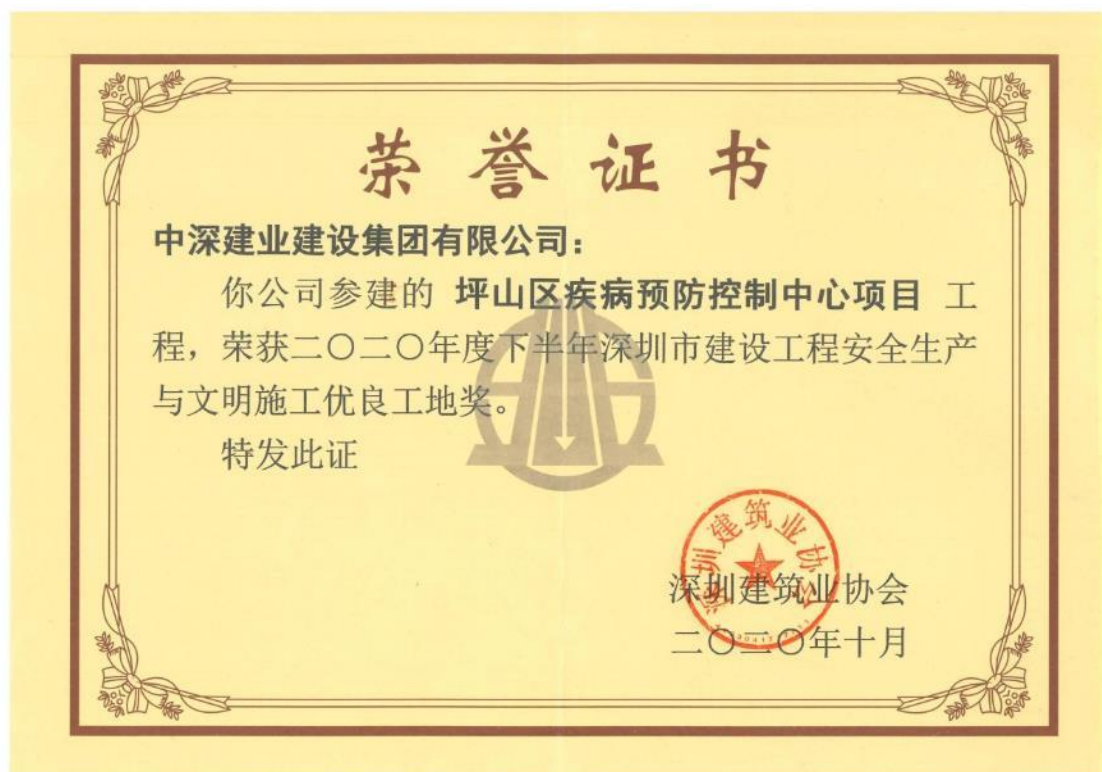 荣誉证书
中深建业建设集团有限公司：
你公司参建的 坪山区疾病预防控制中心项目 工
程，荣获二〇二〇年度下半年深圳市建设工程安全生产
与文明施工优良工地奖。
特发此证
深圳建筑业协会
深圳建筑业协会
二〇二〇年十月